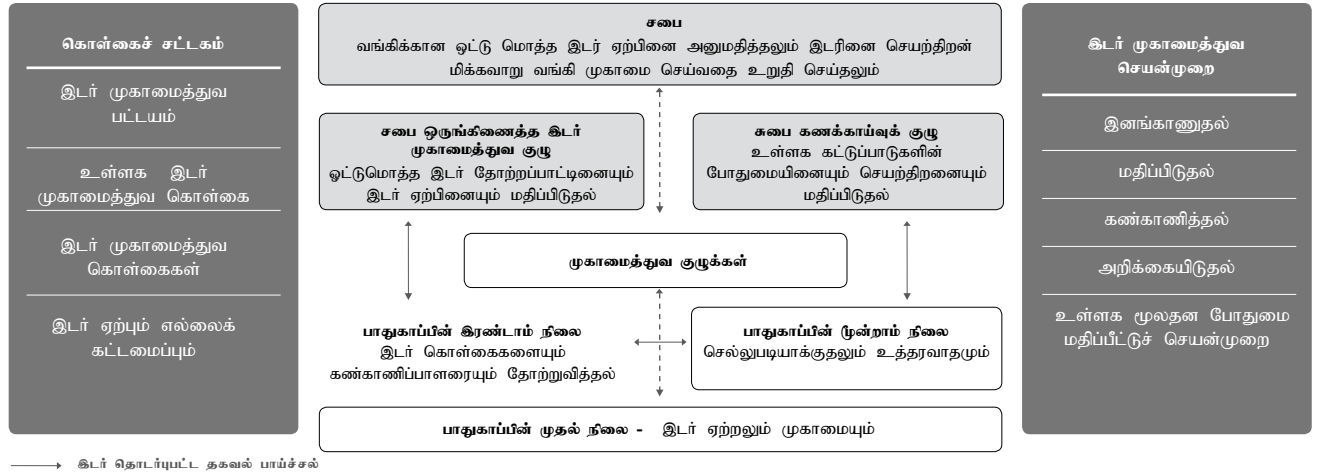 கொள்கைச் சட்டகம்
இடர் முகாமைத்துவ
பட்டயம்
உள்ளக இடர்
முகாமைத்துவ கொள்கை
இடர் முகாமைத்துவ
கொள்கைகள்
இடர் ஏற்பும் எல்லைக்
கட்டமைப்பும்
சபை
வங்கிக்கான ஒட்டு மொத்த இடர் ஏற்பினை அனுமதித்தலும் இடரினை செயற்திறன்
மிக்கவாறு வங்கி முகாமை செய்வதை உறுதி செய்தலும்
சபை ஒருங்கிணைத்த இடர்
முகாமைத்துவ குழு
ஓட்டுமொத்த இடர் தோற்றப்பாட்டினையும்
இடர் ஏற்பினையும் மதிப்பிடுதல்
சுபை கணக்காய்வுக் குழு
உள்ளக கட்டுப்பாடுகளின்
போதுமையினையும் செயற்திறனையும்
மதிப்பிடுதல்
முகாமைத்துவ குழுக்கள்
பாதுகாப்பின் இரண்டாம் நிலை
இடர் கொள்கைகளையும்
கண்காணிப்பாளரையும் தோற்றுவித்தல்
பாதுகாப்பின் மூன்றாம் நிலை
செல்லுபடியாக்குதலும் உத்தரவாதமும்
பாதுகாப்பின் முதல் நிலை - இடர் ஏற்றலும் முகாமையும்
இடர் முகாமைத்துவ
செயன்முறை
இனங்காணுதல்
மதிப்பிடுதல்
கண்காணித்தல்
அறிக்கையிடுதல்
உள்ளக மூலதன போதுமை
மதிப்பீட்டுச் செயன்முறை
இடர் தொடர்புபட்ட தகவல் பாய்ச்சல்